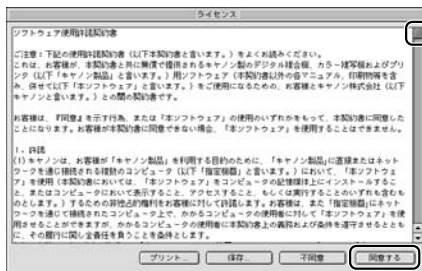 ライセンス
ソフトウェア使用許諾契約書
ご注意：下記の使用許諾契約書（以下本契約書と言います。）をよくお読みください。
これは、お客様が、本契約書と共に無償で提供されるキヤノン製のデジタル複合機、カラー複写機およびプリ
ンタ（以下「キヤノン製品」と言います。）用ソフトウェア（本契約書以外の各マニュアル、印刷物等を含
み、併せて以下「本ソフトウェア」と言います。）をご使用になるための、お客様とキヤノン株式会社（以下
キヤノンと言います。）との間の契約書です。
お客様は、『同意』を示す行為、または「本ソフトウェア」の使用のいずれかをもって、本契約書に同意した
ことになります。お客様が本契約書に同意できない場合、「本ソフトウェア」を使用することはできません。
1．許諾
(1) キヤノンは、お客様が「キヤノン製品」を利用する目的のために、「キヤノン製品」に直接またはネット
ワークを通じ接続される複数のコンピュータ（以下「指定機器」と言います。）において、「本ソフトウェ
ア」を使用（本契約書においては、「本ソフトウェア」をコンピュータの記憶媒体上にインストールするこ
と、またはコンピュータにおいて表示すること、アクセスすること、もしくは実行することのいずれも含むも
のとします。）するための非独占的権利をお客様に対して許諾します。お客様は、また「指定機器」にネット
ワークを通じて接続されたコンピュータ上で、かかるコンピュータの使用者に対して「本ソフトウェア」を使
用させることができますが、かかるコンピュータの使用者に本契約書上の義務および条件を遵守させるととも
に、その履行に関し全責任を負うことを条件とします。
プリント... 保存... 不同意 同意する